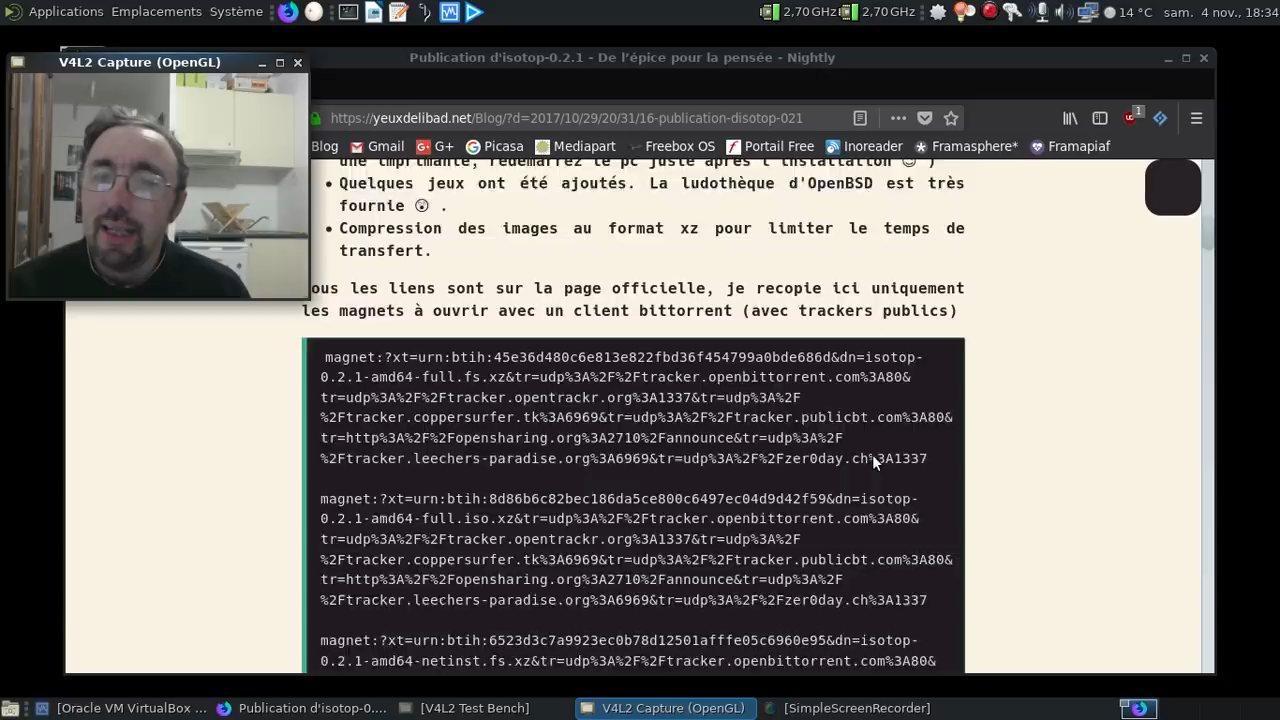 Applications Emplacements Système 2,70 GHz 2,70 GHz 14 °C sam. 4 nov., 18:34
Publication d'isotop-0.2.1 - De l’épice pour la pensée - Nightly
V4L2 Capture (OpenGL)
https://yeuxdelibad.net/Blog/?d=2017/10/29/20/31/16-publication-disotop-021
1
Blog Gmail G+ Picasa Mediapart Freebox OS Portail Free Inoreader Framasphere* Framapiaf
une imprimante, redémarrez le pc juste après l'installation )
• Quelques jeux ont été ajoutés. La ludothèque d'OpenBSD est très
fournie 😲 .
• Compression des images au format xz pour limiter le temps de
transfert.
ous les liens sont sur la page officielle, je recopie ici uniquement
les magnets à ouvrir avec un client bittorrent (avec trackers publics)
magnet:?xt=urn:btih:45e36d480c6e813e822fbd36f454799a0bde686d&dn=isotop-
0.2.1-amd64-full.fs.xz&tr=udp%3A%2F%2Ftracker.openbittorrent.com%3A80&
tr=udp%3A%2F%2Ftracker.opentrackr.org%3A1337&tr=udp%3A%2F
%2Ftracker.coppersurfer.tk%3A6969&tr=udp%3A%2F%2Ftracker.publicbt.com%3A80&
tr=http%3A%2F%2Fopensharing.org%3A2710%2Fannounce&tr=udp%3A%2F
%2Ftracker.leechers-paradise.org%3A6969&tr=udp%3A%2F%2Fzer0day.ch%3A1337
magnet:?xt=urn:btih:8d86b6c82bec186da5ce800c6497ec04d9d42f59&dn=isotop-
0.2.1-amd64-full.iso.xz&tr=udp%3A%2F%2Ftracker.openbittorrent.com%3A80&
tr=udp%3A%2F%2Ftracker.opentrackr.org%3A1337&tr=udp%3A%2F
%2Ftracker.coppersurfer.tk%3A6969&tr=udp%3A%2F%2Ftracker.publicbt.com%3A80&
tr=http%3A%2F%2Fopensharing.org%3A2710%2Fannounce&tr=udp%3A%2F
%2Ftracker.leechers-paradise.org%3A6969&tr=udp%3A%2F%2Fzer0day.ch%3A1337
magnet:?xt=urn:btih:6523d3c7a9923ec0b78d12501afffe05c6960e95&dn=isotop-
0.2.1-amd64-netinst.fs.xz&tr=udp%3A%2F%2Ftracker.openbittorrent.com%3A80&
[Oracle VM VirtualBox ... Publication d'isotop-0.... [V4L2 Test Bench] V4L2 Capture (OpenGL) [SimpleScreenRecorder]